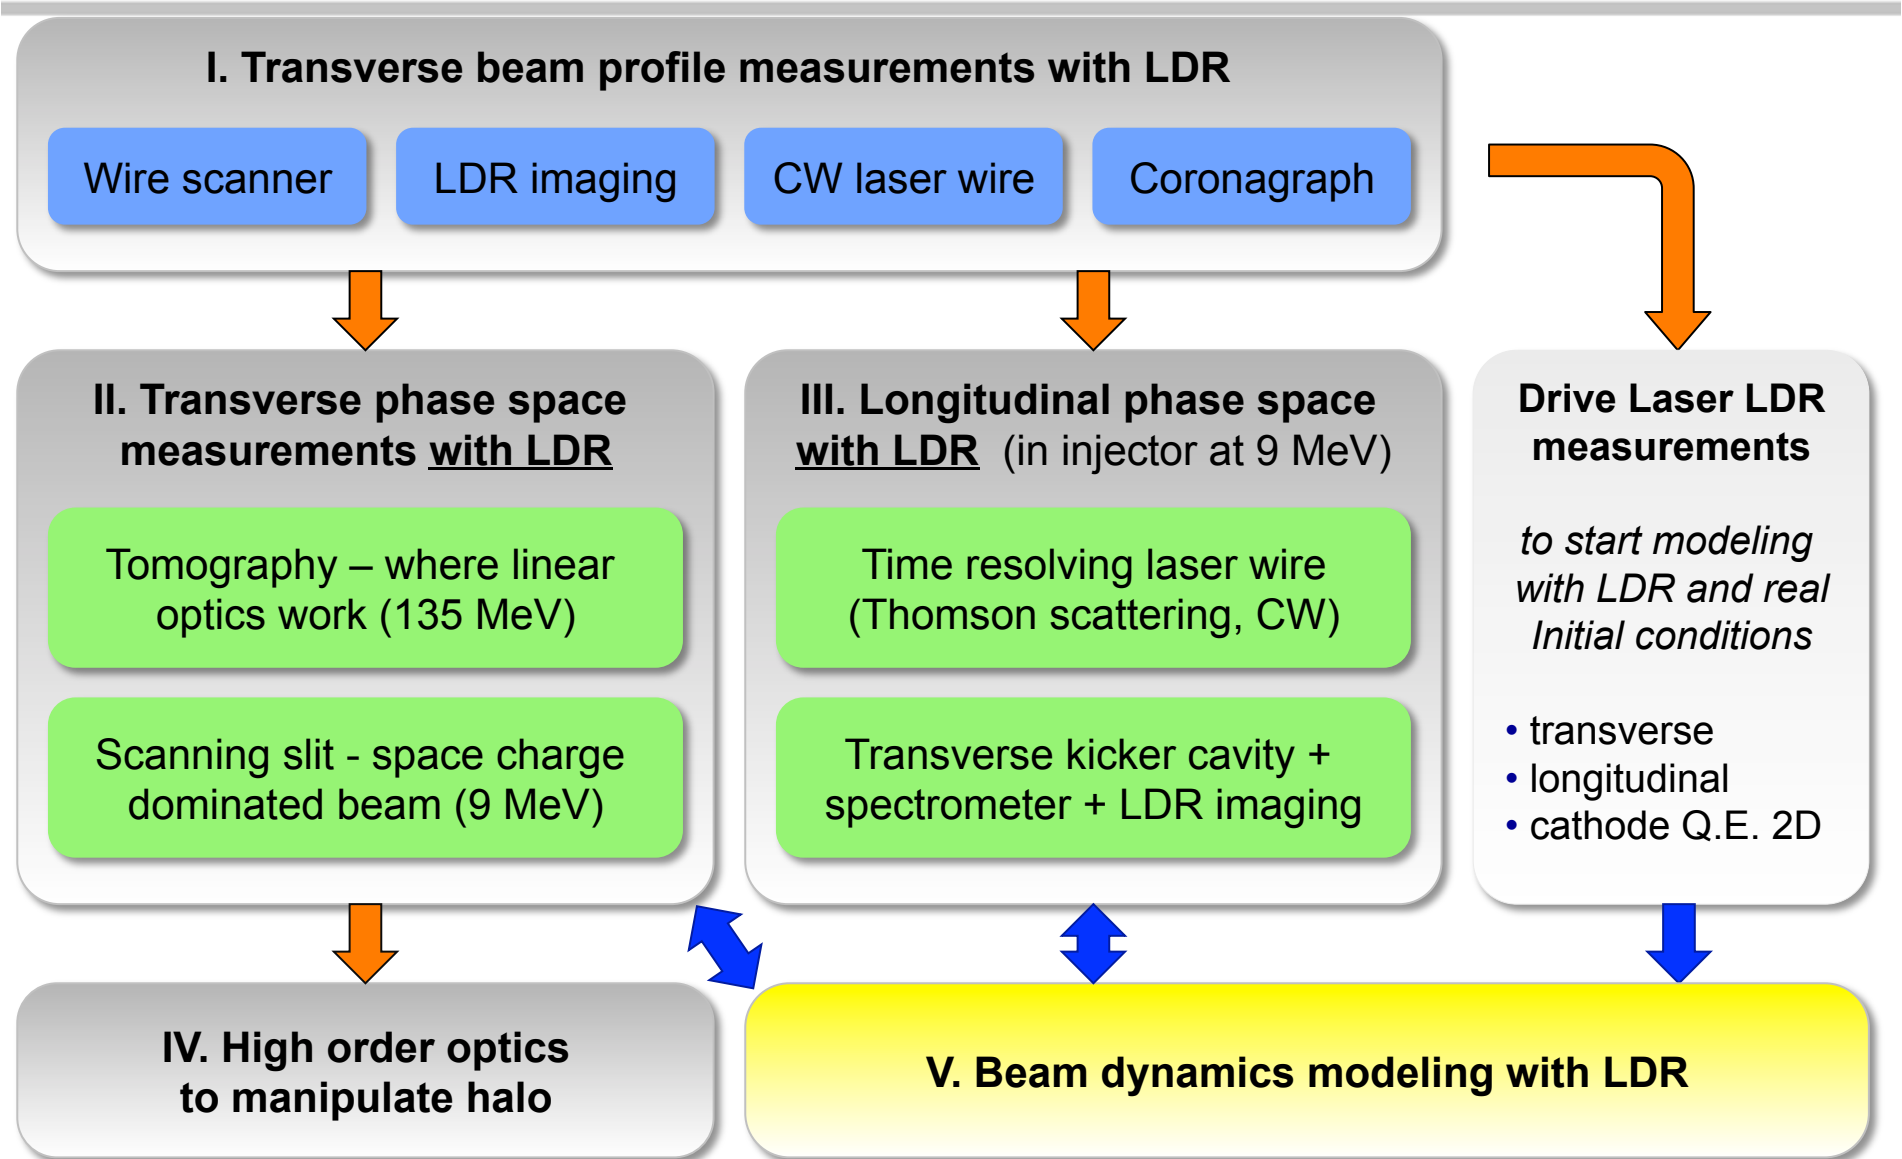 I. Transverse beam profile measurements with LDR
Wire scanner
LDR imaging
CW laser wire
Coronagraph
II. Transverse phase space
measurements with LDR
Tomography – where linear
optics work (135 MeV)
Scanning slit - space charge
dominated beam (9 MeV)
III. Longitudinal phase space
with LDR (in injector at 9 MeV)
Time resolving laser wire
(Thomson scattering, CW)
Transverse kicker cavity +
spectrometer + LDR imaging
Drive Laser LDR
measurements
to start modeling
with LDR and real
Initial conditions
• transverse
• longitudinal
• cathode Q.E. 2D
IV. High order optics
to manipulate halo
V. Beam dynamics modeling with LDR